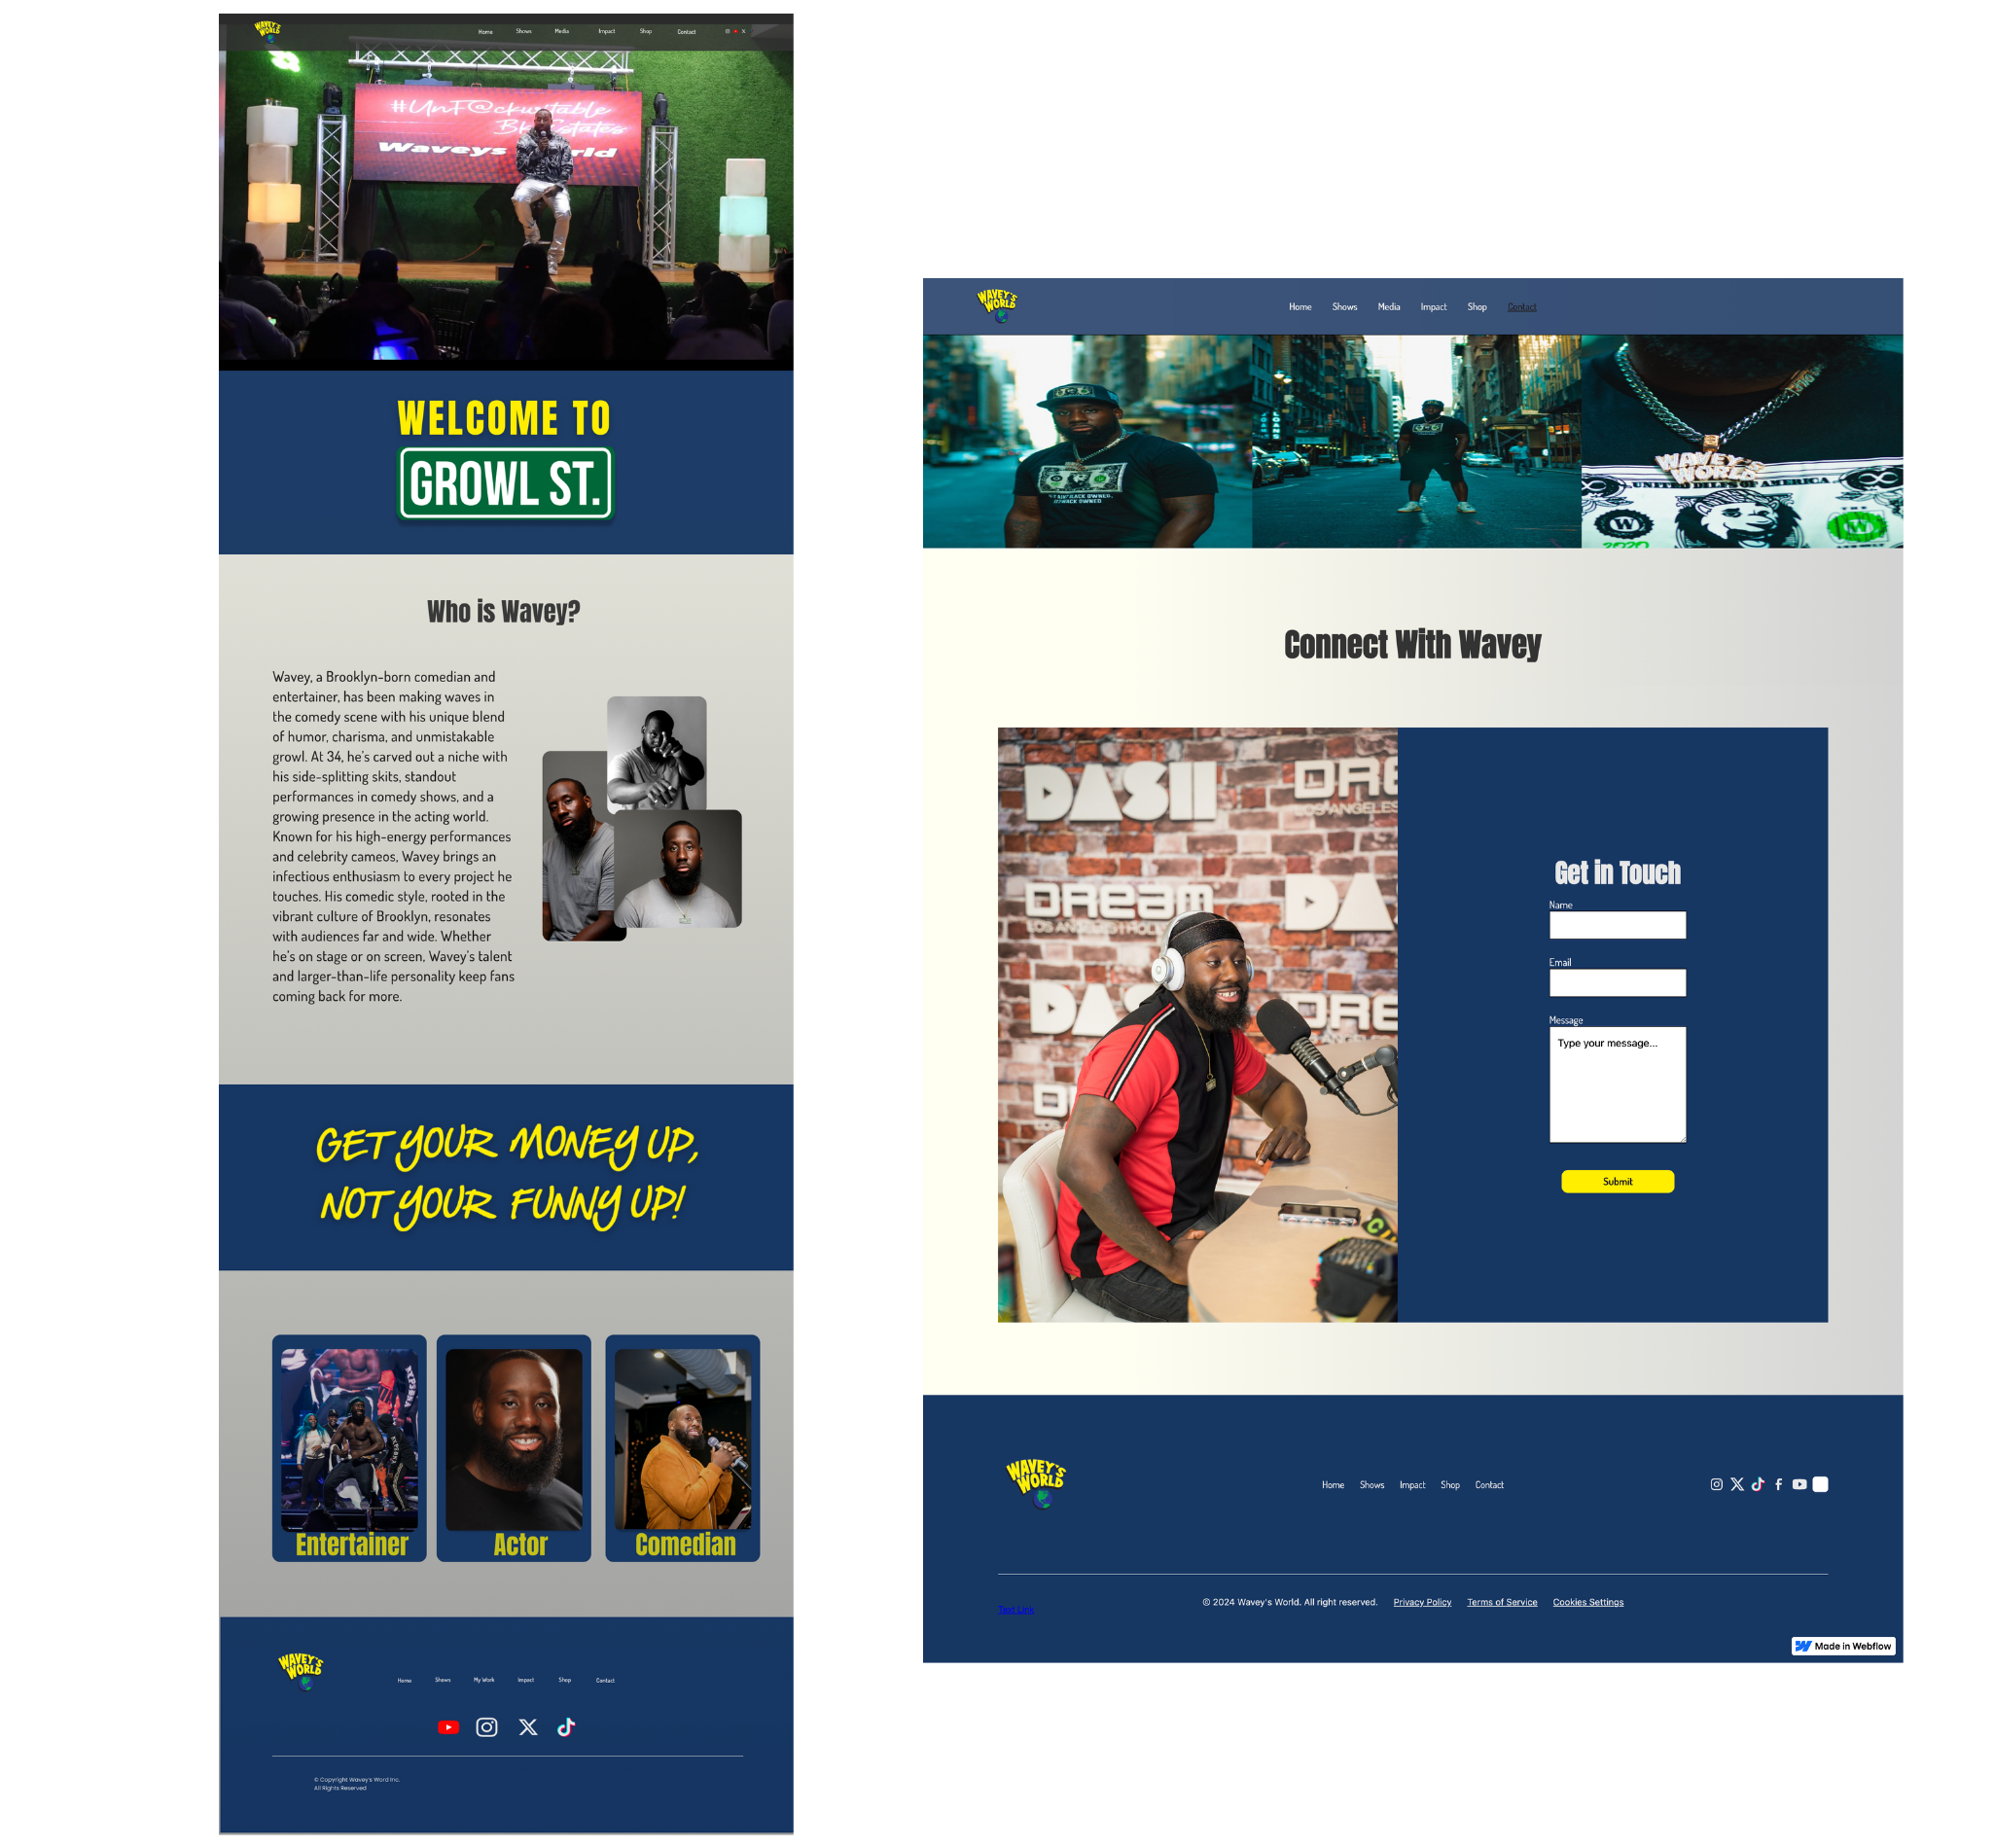 WAVEY'S
WORLD
Home Shows Media Impact Shop Contact
#UnF@ckwitable
Waveys
WELCOME TO
GROWL ST.
Who is Wavey?
Wavey, a Brooklyn-born comedian and
entertainer, has been making waves in
the comedy scene with his unique blend
of humor, charisma, and unmistakable
growl. At 34, he's carved out a niche with
his side-splitting skits, standout
performances in comedy shows, and a
growing presence in the acting world.
Known for his high-energy performances
and celebrity cameos, Wavey brings an
infectious enthusiasm to every project he
touches. His comedic style, rooted in the
vibrant culture of Brooklyn, resonates
with audiences far and wide. Whether
he's on stage or on screen, Wavey's talent
and larger-than-life personality keep fans
coming back for more.
GET YOUR MONEY UP,
NOT YOUR FUNNY UP!
Entertainer Actor Comedian
WAVEY'S
WORLD
Home Shows My Work Impact Shop Contact
© Copyright Wavey's Word Inc.
All Rights Reserved
WAVEY'S
WORLD
Home Shows Media Impact Shop Contact
BLACK OWNED
WAVEY'S
WORLD
OF AMERICA
W
W
2020
Connect With Wavey
DASH
DREAM
LOS ANGELES
DREAM
Get in Touch
Name
Email
Message
Type your message...
Submit
WAVEY'S
WORLD
Home Shows Impact Shop Contact
Text Link
© 2024 Wavey's World. All right reserved. Privacy Policy Terms of Service Cookies Settings
Made in Webflow